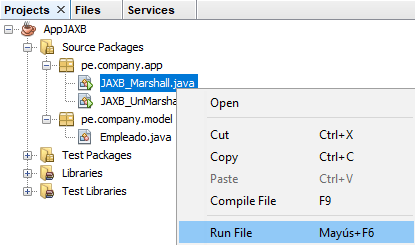 Projects X Files Services
AppJAXB
Source Packages
pe.company.app
JAXB_Marshall.java
JAXB_UnMarsha
pe.company.model
Empleado.java
Test Packages
Libraries
Test Libraries
Open
Cut Ctrl+X
Copy Ctrl+C
Paste Ctrl+V
Compile File F9
Run File Mayús+F6